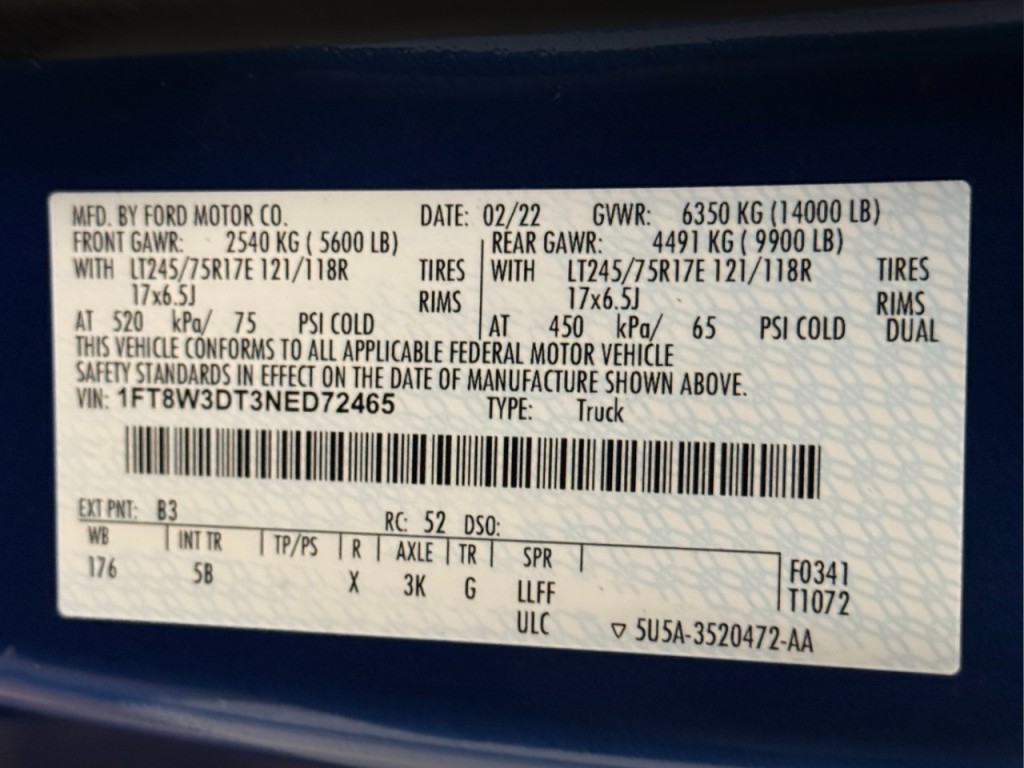 MFD. BY FORD MOTOR CO. DATE: 02/22 GVWR: 6350 KG (14000 LB)
FRONT GAWR: 2540 KG ( 5600 LB) REAR GAWR: 4491 KG ( 9900 LB)
WITH LT245/75R17E 121/118R TIRES WITH LT245/75R17E 121/118R TIRES
17x6.5J RIMS 17x6.5J RIMS
AT 520 kPa/ 75 PSI COLD AT 450 kPa/ 65 PSI COLD DUAL
THIS VEHICLE CONFORMS TO ALL APPLICABLE FEDERAL MOTOR VEHICLE
SAFETY STANDARDS IN EFFECT ON THE DATE OF MANUFACTURE SHOWN ABOVE.
VIN: 1FT8W3DT3NED72465 TYPE: Truck
EXT PNT: B3 RC: 52 DSO:
WB INT TR TP/PS R AXLE TR SPR
176 5B X 3K G LLFF
ULC
F0341
T1072
▽ 5U5A-3520472-AA